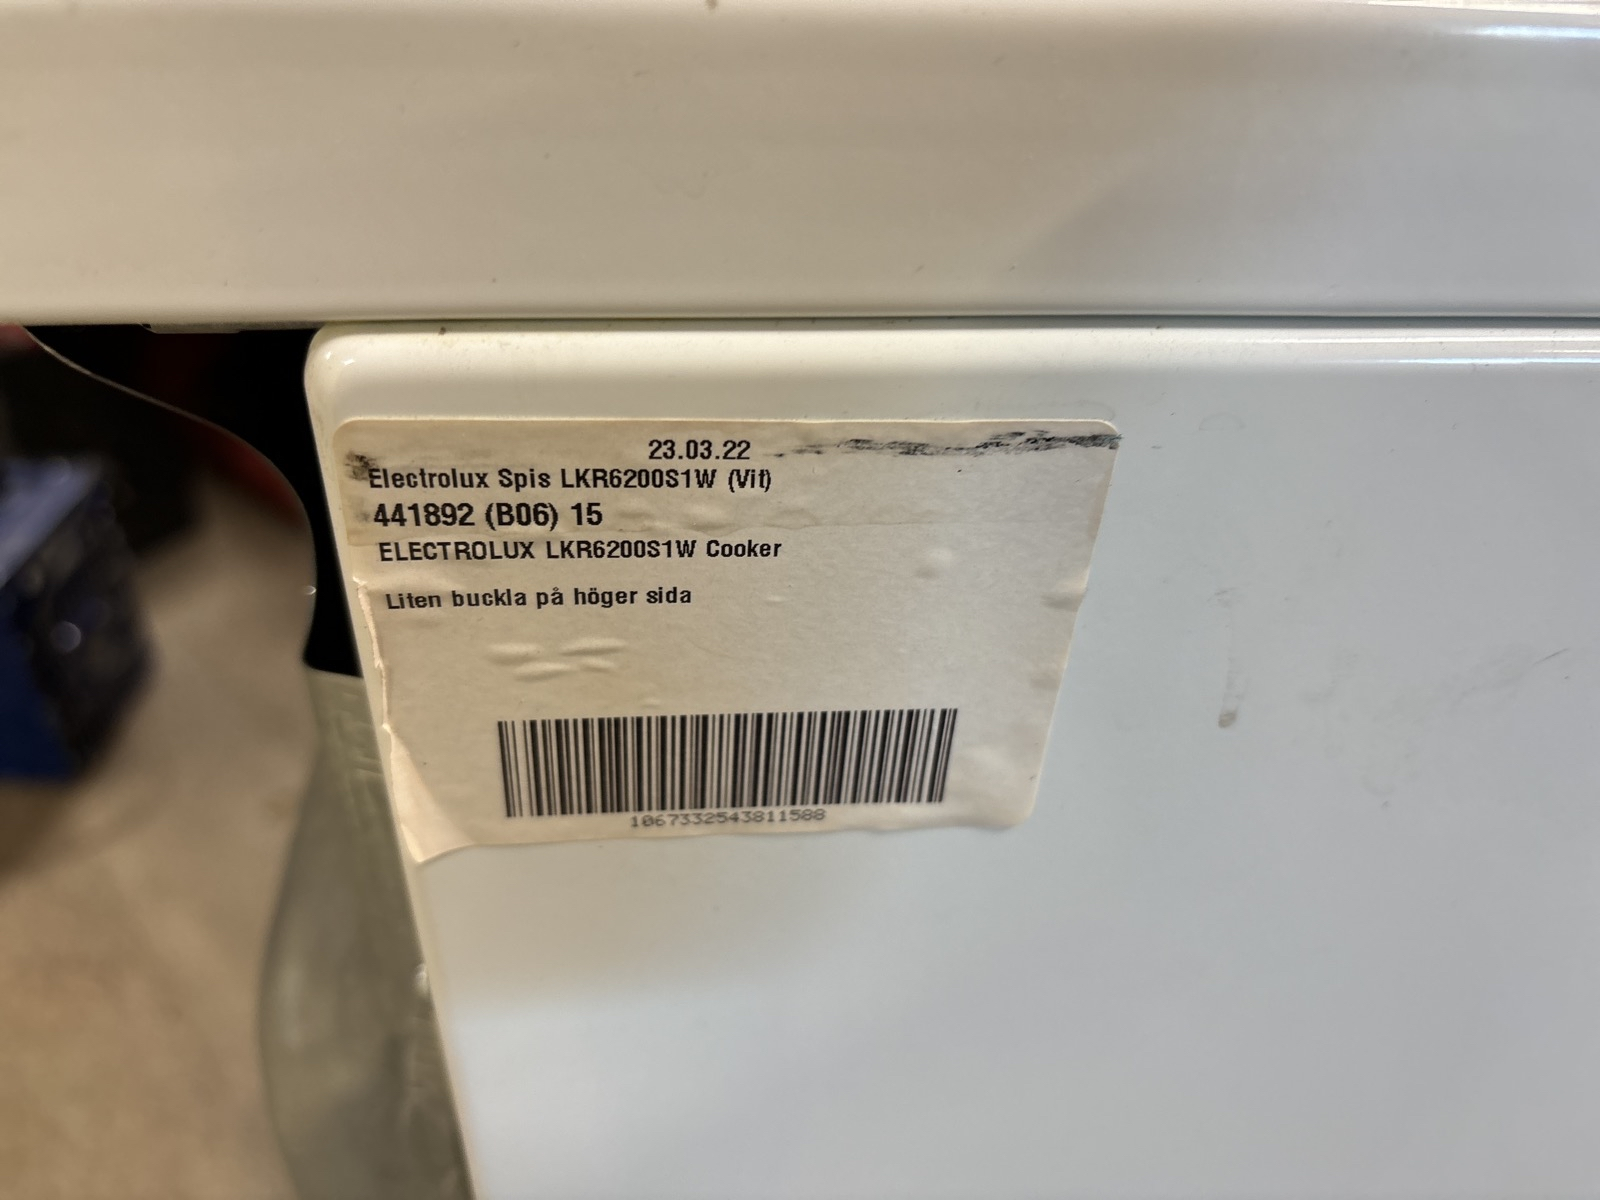 23.03.22
Electrolux Spis LKR6200S1W (Vit)
441892 (B06) 15
ELECTROLUX LKR6200S1W Cooker
Liten buckla på höger sida
1067332543811588